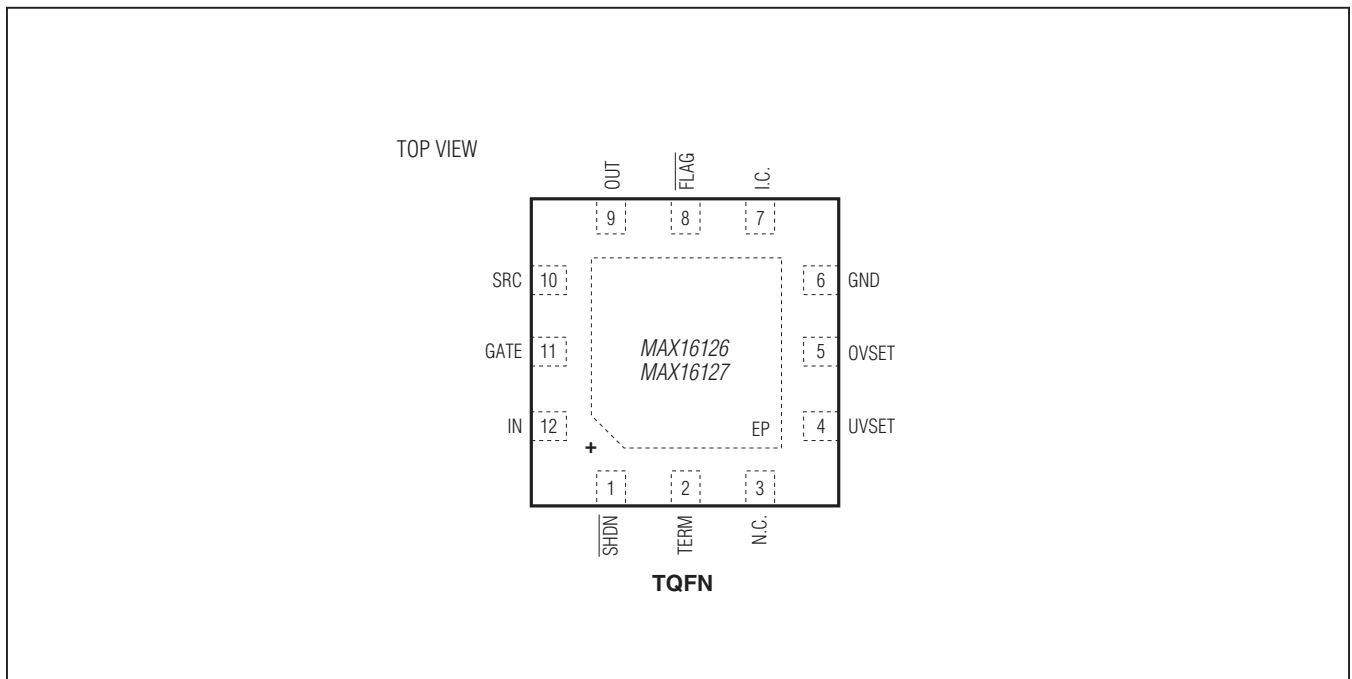 TOP VIEW
OUT
FLAG
I.C.
9
8
7
SRC 10
6 GND
GATE 11
MAX16126
MAX16127
5 OVSET
IN 12
EP
4 UVSET
+
1
2
3
SHDN
TERM
N.C.
TQFN